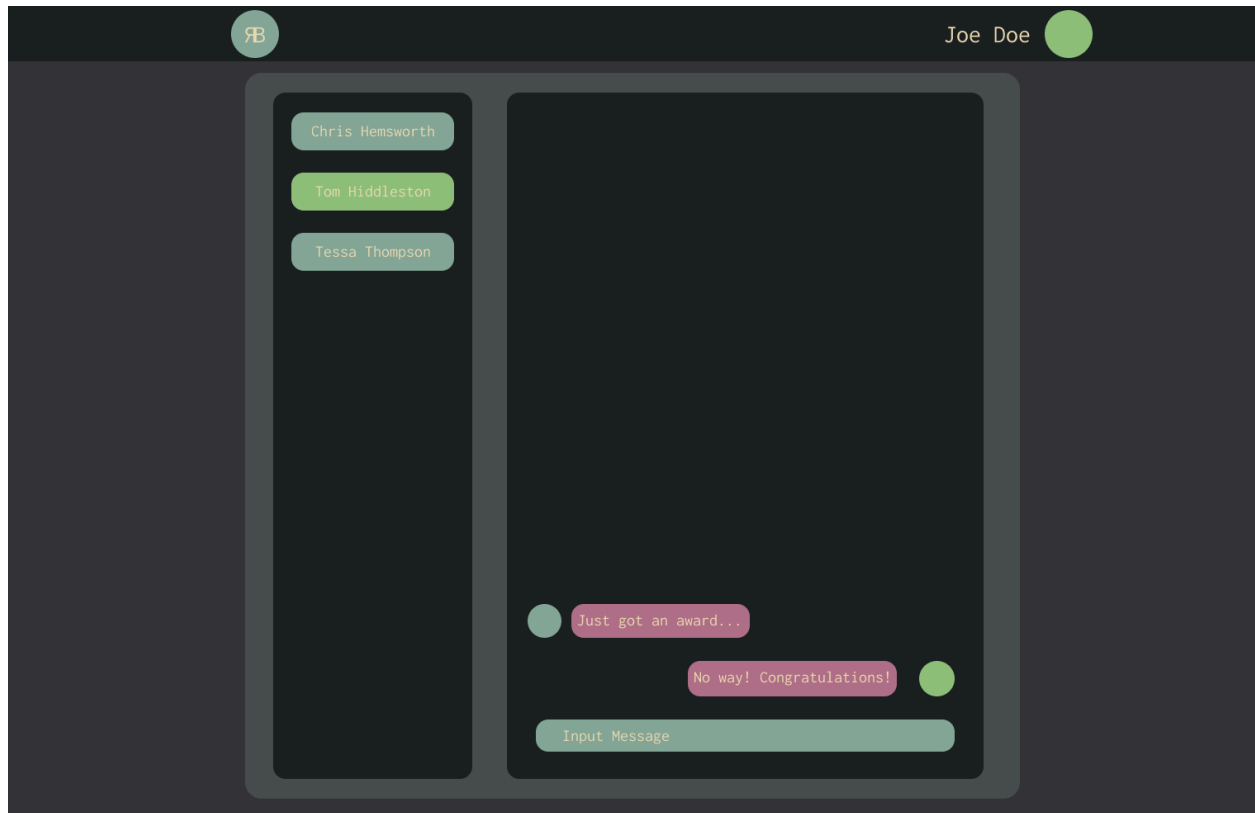 ЯB
Joe Doe
Chris Hemsworth
Tom Hiddleston
Tessa Thompson
Just got an award...
No way! Congratulations!
Input Message